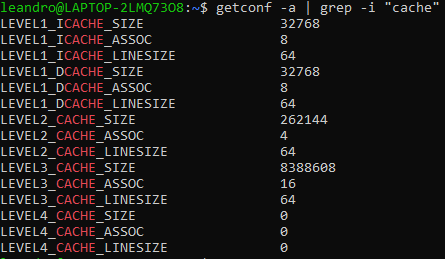 leandro@LAPTOP-2LMQ73O8:~$ getconf -a | grep -i "cache"
LEVEL1_ICACHE_SIZE 32768
LEVEL1_ICACHE_ASSOC 8
LEVEL1_ICACHE_LINESIZE 64
LEVEL1_DCACHE_SIZE 32768
LEVEL1_DCACHE_ASSOC 8
LEVEL1_DCACHE_LINESIZE 64
LEVEL2_CACHE_SIZE 262144
LEVEL2_CACHE_ASSOC 4
LEVEL2_CACHE_LINESIZE 64
LEVEL3_CACHE_SIZE 8388608
LEVEL3_CACHE_ASSOC 16
LEVEL3_CACHE_LINESIZE 64
LEVEL4_CACHE_SIZE 0
LEVEL4_CACHE_ASSOC 0
LEVEL4_CACHE_LINESIZE 0